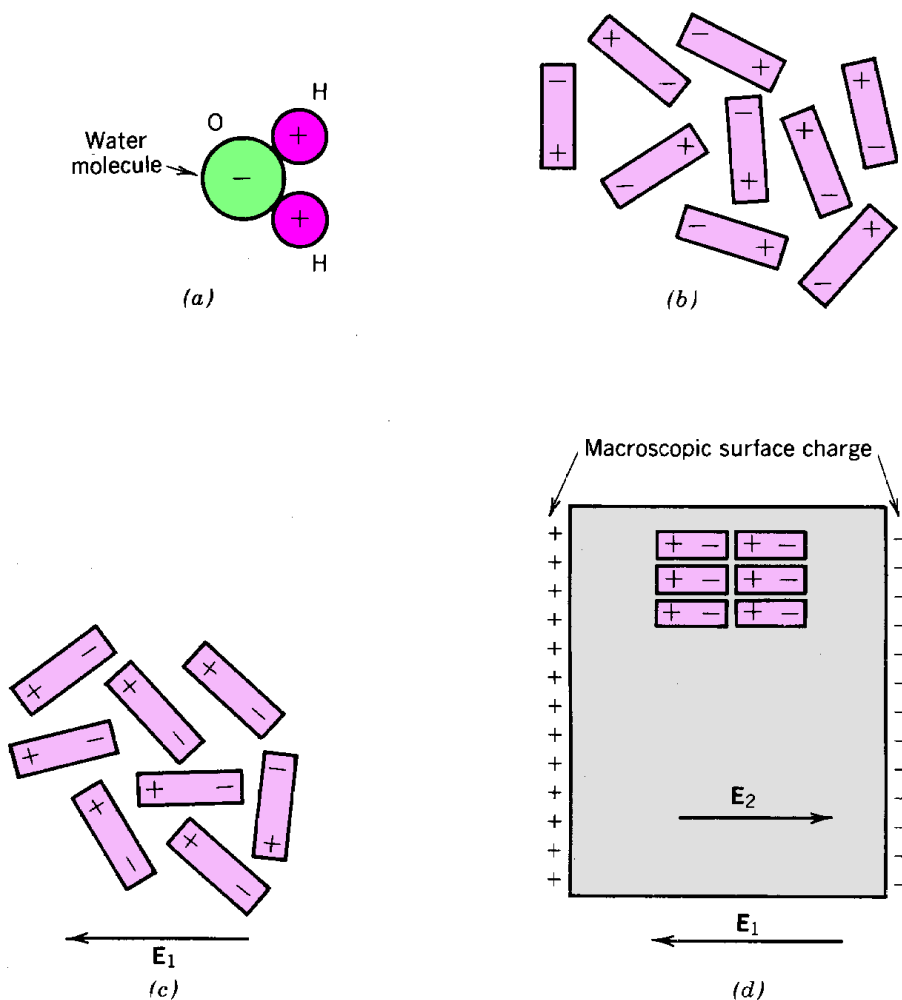 H
O
Water
molecule
+
−
+
H
(a)
− +
+ −
− +
+ −
− +
− +
+ −
− +
− +
(b)
Macroscopic surface charge
+ −
+ −
+ −
+ −
+ −
+ −
+ −
+ −
(c)
E₁
+ − + −
+ − + −
+ − + −
E₂
E₁
(d)